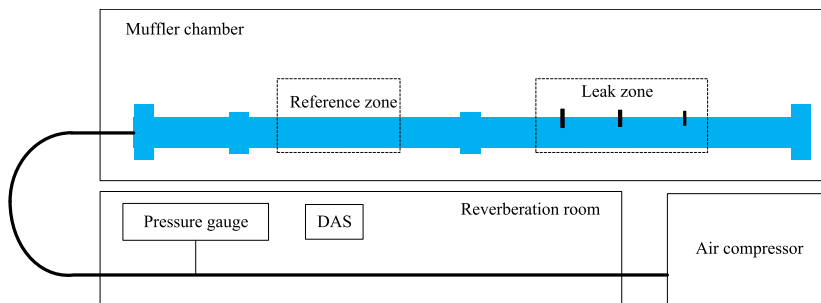 Muffler chamber
Reference zone
Leak zone
Pressure gauge
DAS
Reverberation room
Air compressor